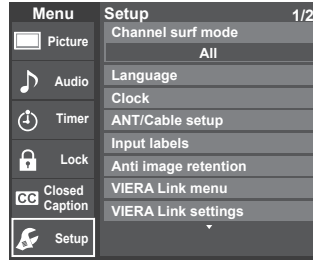 Menu
Picture
Audio
Timer
Lock
CC Closed
Caption
Setup
Setup 1/2
Channel surf mode
All
Language
Clock
ANT/Cable setup
Input labels
Anti image retention
VIERA Link menu
VIERA Link settings